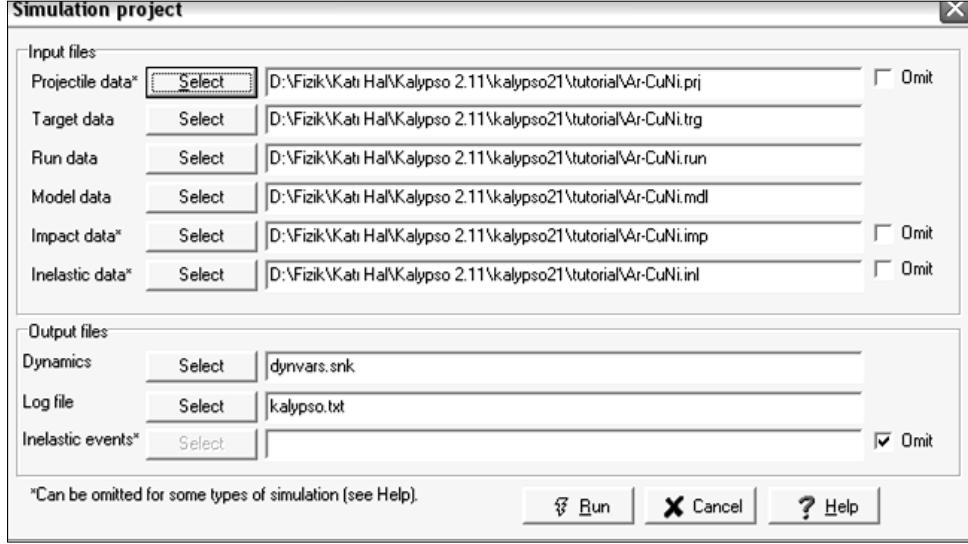 Simulation project
Input files
Projectile data* Select D:\Fizik\Katı Hal\Kalypso 2.11\kalypso21\tutorial\Ar-CuNi.prj Omit
Target data Select D:\Fizik\Katı Hal\Kalypso 2.11\kalypso21\tutorial\Ar-CuNi.trg
Run data Select D:\Fizik\Katı Hal\Kalypso 2.11\kalypso21\tutorial\Ar-CuNi.run
Model data Select D:\Fizik\Katı Hal\Kalypso 2.11\kalypso21\tutorial\Ar-CuNi.mdl
Impact data* Select D:\Fizik\Katı Hal\Kalypso 2.11\kalypso21\tutorial\Ar-CuNi.imp Omit
Inelastic data* Select D:\Fizik\Katı Hal\Kalypso 2.11\kalypso21\tutorial\Ar-CuNi.inl Omit
Output files
Dynamics Select dynvars.snk
Log file Select kalypso.txt
Inelastic events* Select Omit
*Can be omitted for some types of simulation (see Help). Run Cancel Help